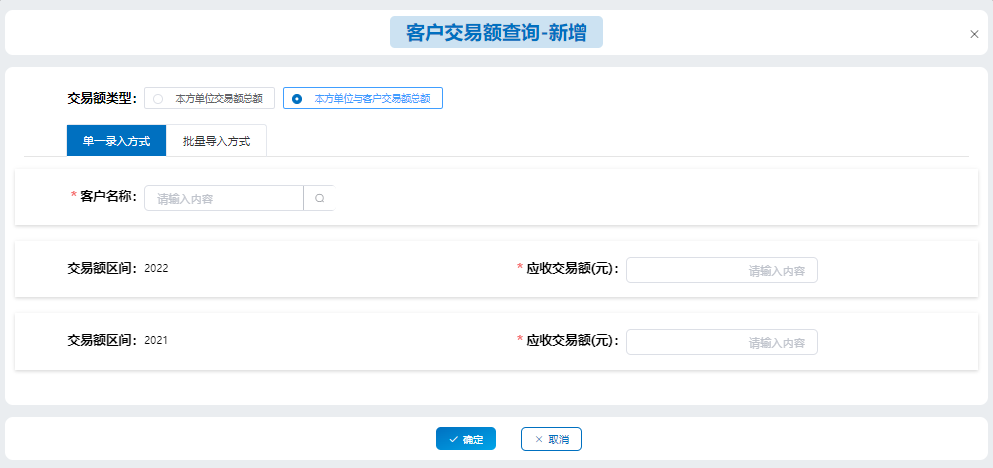 客户交易额查询-新增
交易额类型： 本方单位交易额总额 本方单位与客户交易额总额
单一录入方式 批量导入方式
* 客户名称： 请输入内容
交易额区间：2022 * 应收交易额(元)： 请输入内容
交易额区间：2021 * 应收交易额(元)： 请输入内容
确定 取消